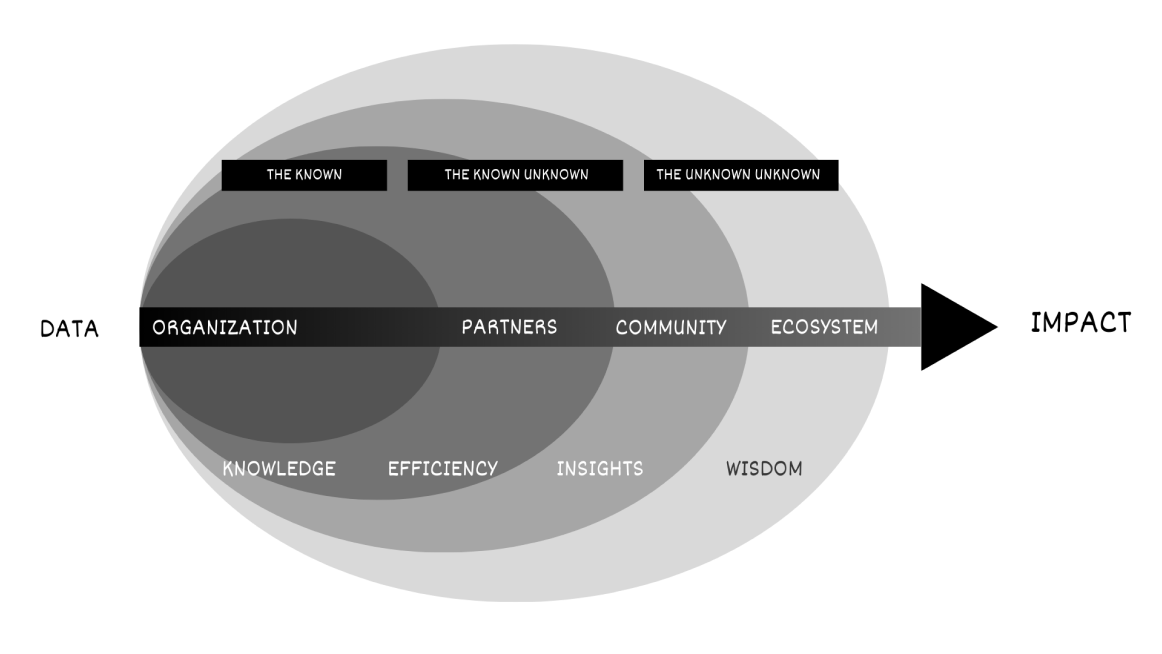 THE KNOWN
THE KNOWN UNKNOWN
THE UNKNOWN UNKNOWN
DATA
ORGANIZATION
PARTNERS
COMMUNITY
ECOSYSTEM
IMPACT
KNOWLEDGE
EFFICIENCY
INSIGHTS
WISDOM